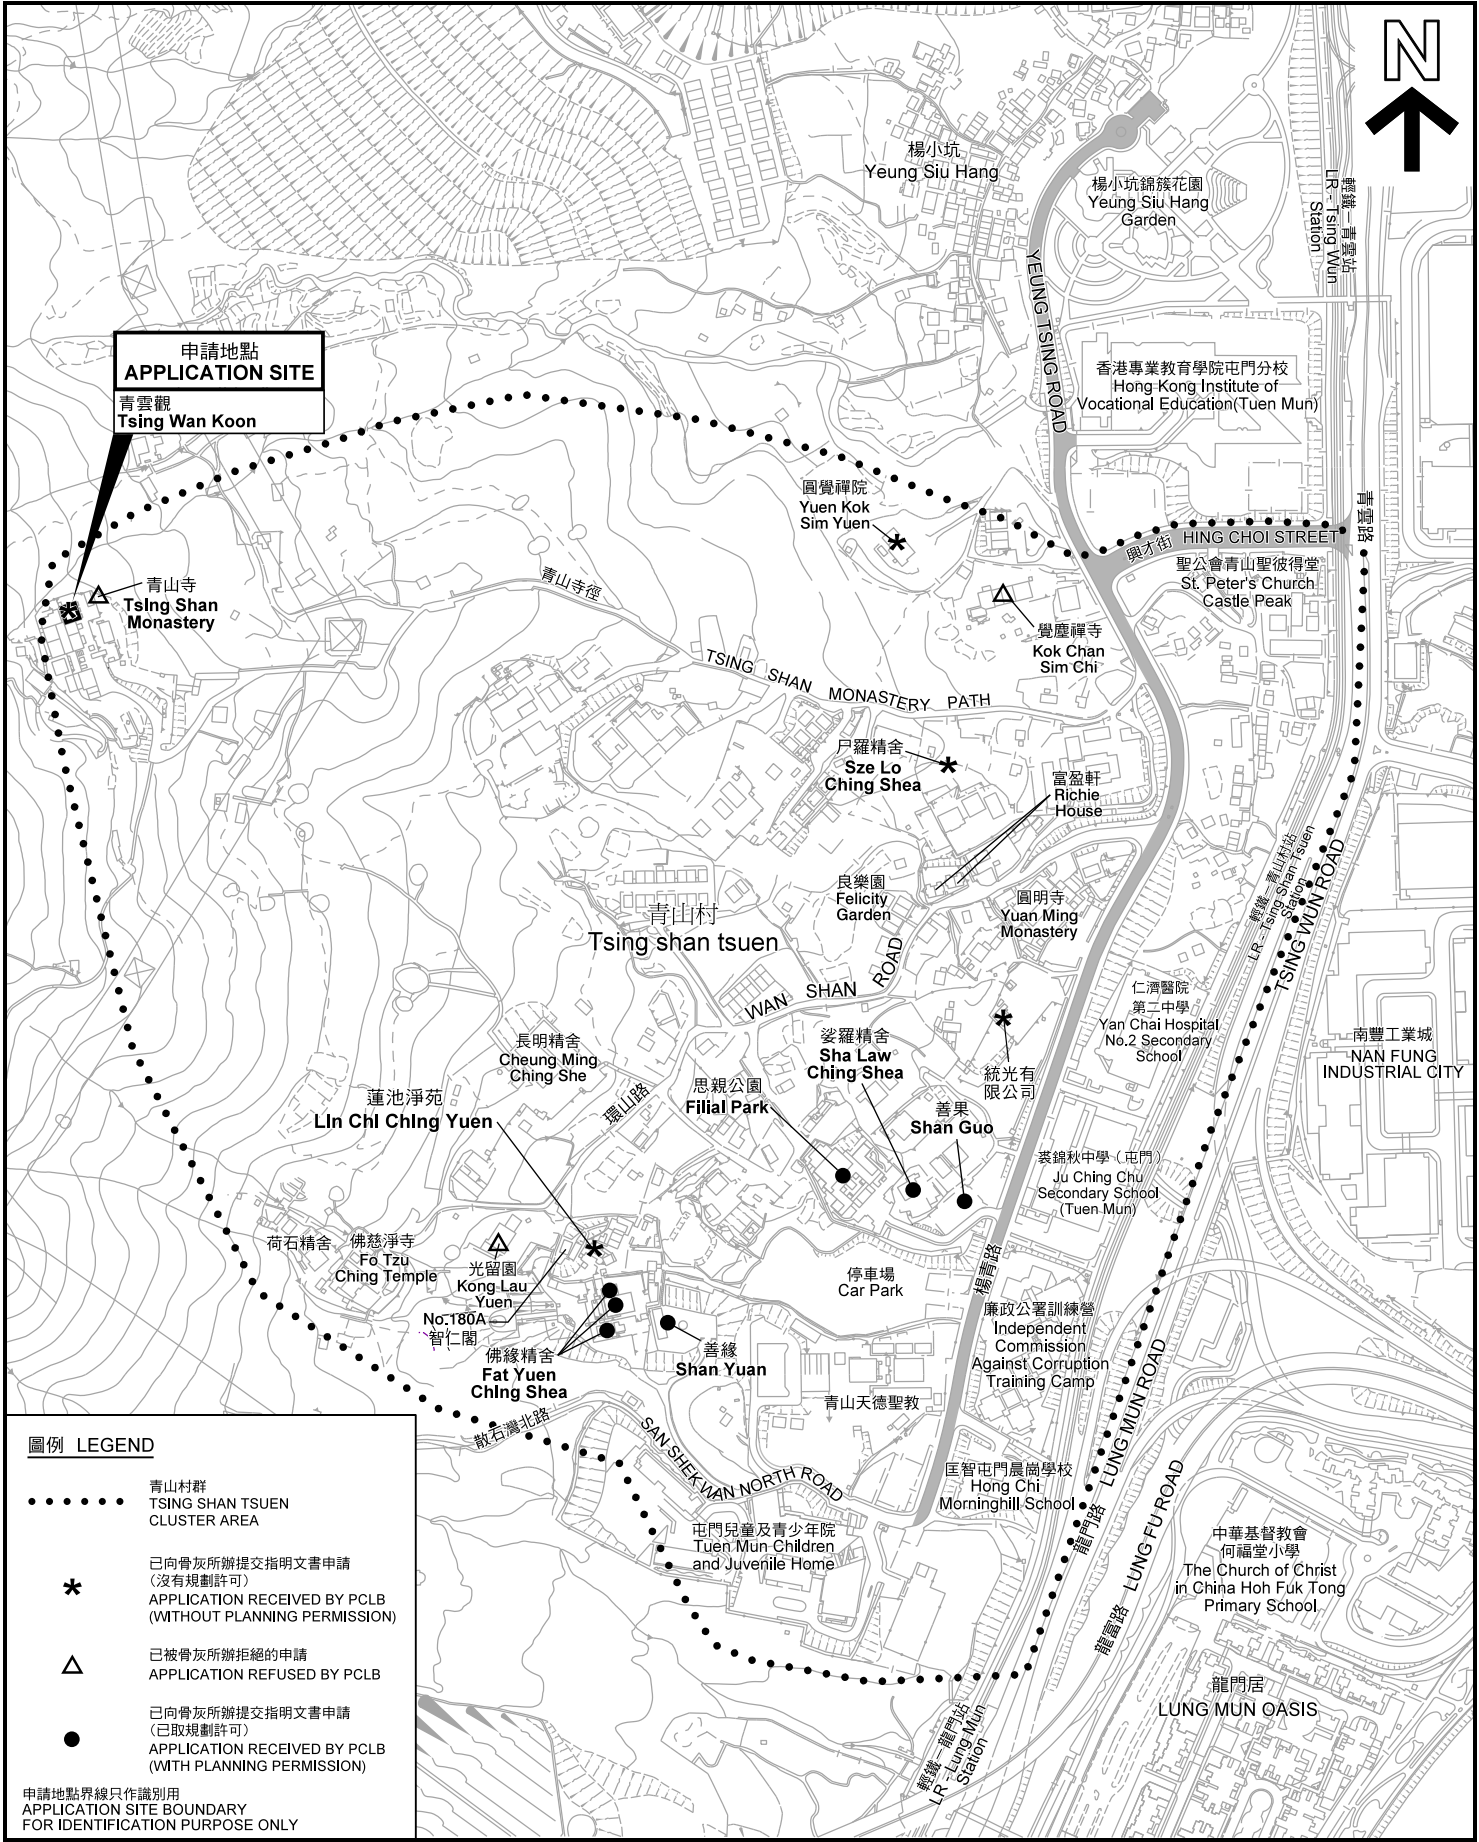 N
楊小坑
Yeung Siu Hang
楊小坑錦簇花園
Yeung Siu Hang
Garden
輕鐵－青雲站
LR - Tsing Wun
Station
YEUNG TSING ROAD
申請地點
APPLICATION SITE
青雲觀
Tsing Wan Koon
香港專業教育學院屯門分校
Hong Kong Institute of
Vocational Education(Tuen Mun)
圓覺禪院
Yuen Kok
Sim Yuen
青雲路
興才街 HING CHOI STREET
聖公會青山聖彼得堂
St. Peter's Church
Castle Peak
青山寺
Tsing Shan
Monastery
青山寺徑
覺塵禪寺
Kok Chan
Sim Chi
TSING SHAN MONASTERY PATH
尸羅精舍
Sze Lo
Ching Shea
富盈軒
Richie
House
輕鐵－青山村站
LR - Tsing Shan Tsuen
Station
TSING WUN ROAD
良樂園
Felicity
Garden
圓明寺
Yuan Ming
Monastery
青山村
Tsing shan tsuen
WAN SHAN ROAD
仁濟醫院
第二中學
Yan Chai Hospital
No.2 Secondary
School
南豐工業城
NAN FUNG
INDUSTRIAL CITY
長明精舍
Cheung Ming
Ching She
娑羅精舍
Sha Law
Ching Shea
統光有
限公司
思親公園
Filial Park
環山路
蓮池淨苑
Lin Chi Ching Yuen
善果
Shan Guo
裘錦秋中學（屯門）
Ju Ching Chu
Secondary School
(Tuen Mun)
荷石精舍
佛慈淨寺
Fo Tzu
Ching Temple
光留園
Kong Lau
Yuen
No.180A
智仁閣
停車場
Car Park
楊青路
廉政公署訓練營
Independent
Commission
Against Corruption
Training Camp
佛緣精舍
Fat Yuen
Ching Shea
善緣
Shan Yuan
青山天德聖教
散石灣北路
SAN SHEK WAN NORTH ROAD
匡智屯門晨崗學校
Hong Chi
Morninghill School
龍門路 LUNG MUN ROAD
龍富路 LUNG FU ROAD
屯門兒童及青少年院
Tuen Mun Children
and Juvenile Home
中華基督教會
何福堂小學
The Church of Christ
in China Hoh Fuk Tong
Primary School
龍門居
LUNG MUN OASIS
輕鐵－龍門站
LR - Lung Mun
Station
圖例 LEGEND
青山村群
TSING SHAN TSUEN
CLUSTER AREA
已向骨灰所辦提交指明文書申請
（沒有規劃許可）
APPLICATION RECEIVED BY PCLB
(WITHOUT PLANNING PERMISSION)
已被骨灰所辦拒絕的申請
APPLICATION REFUSED BY PCLB
已向骨灰所辦提交指明文書申請
（已取規劃許可）
APPLICATION RECEIVED BY PCLB
(WITH PLANNING PERMISSION)
申請地點界線只作識別用
APPLICATION SITE BOUNDARY
FOR IDENTIFICATION PURPOSE ONLY